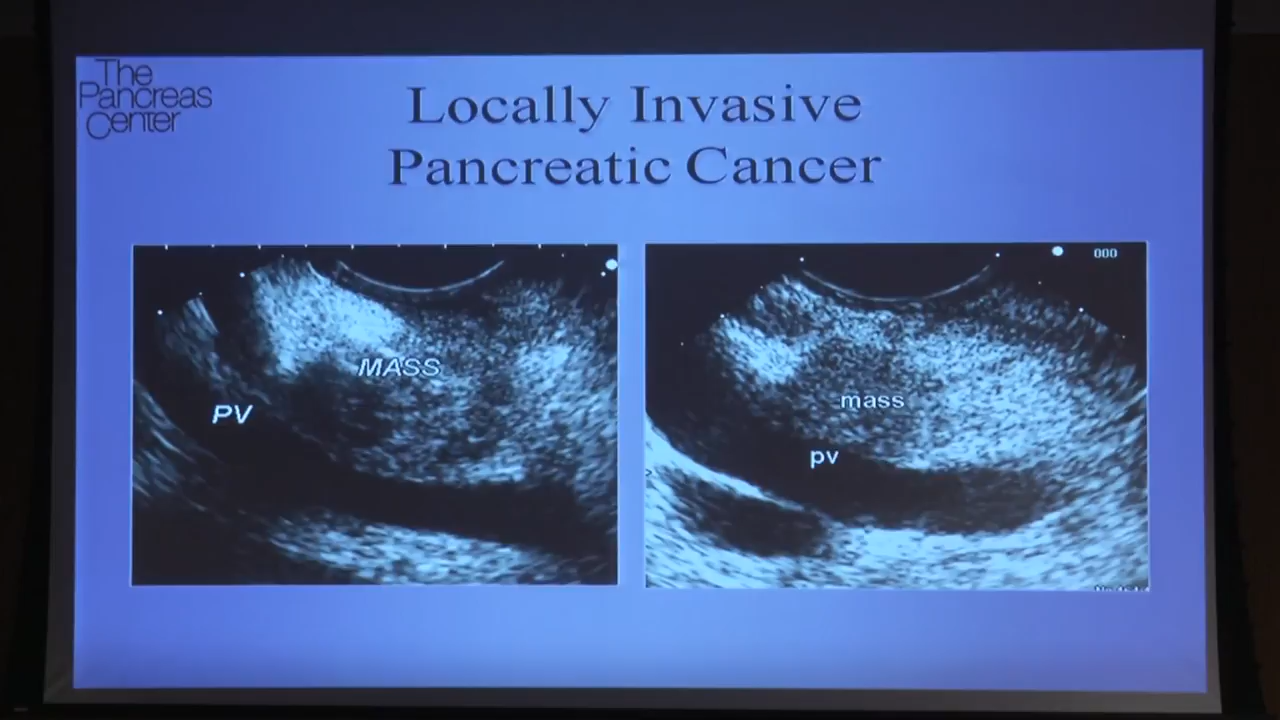 The
Pancreas
Center
Locally Invasive
Pancreatic Cancer
MASS
PV
000
mass
pv